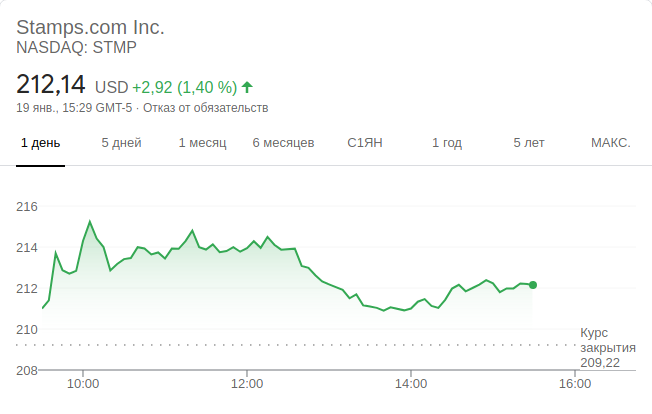 Stamps.com Inc.
NASDAQ: STMP
212,14 USD +2,92 (1,40 %)
19 янв., 15:29 GMT-5 · Отказ от обязательств
1 день 5 дней 1 месяц 6 месяцев С1ЯН 1 год 5 лет МАКС.
216
214
212
210
Курс
закрытия
209,22
208
10:00 12:00 14:00 16:00